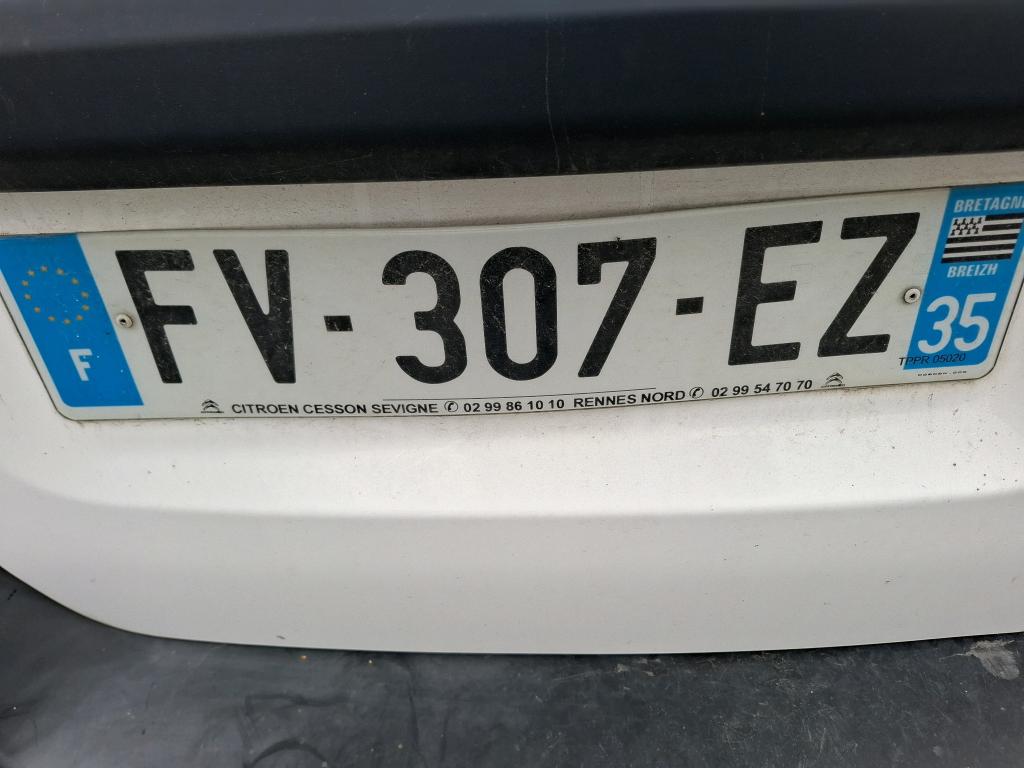 F
FV-307-EZ
BRETAGNE
BREIZH
35
TPPR 05020
CITROEN CESSON SEVIGNE ✆ 02 99 86 10 10 RENNES NORD ✆ 02 99 54 70 70